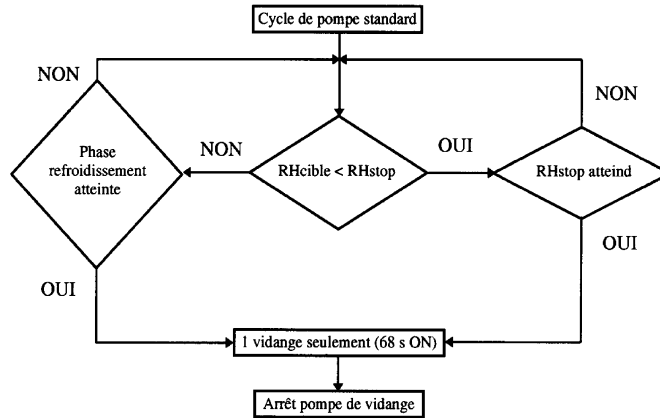 Cycle de pompe standard
NON
NON
Phase
refroidissement
atteinte
NON
RHcible < RHstop
OUI
RHstop atteind
OUI
OUI
1 vidange seulement (68 s ON)
Arrêt pompe de vidange